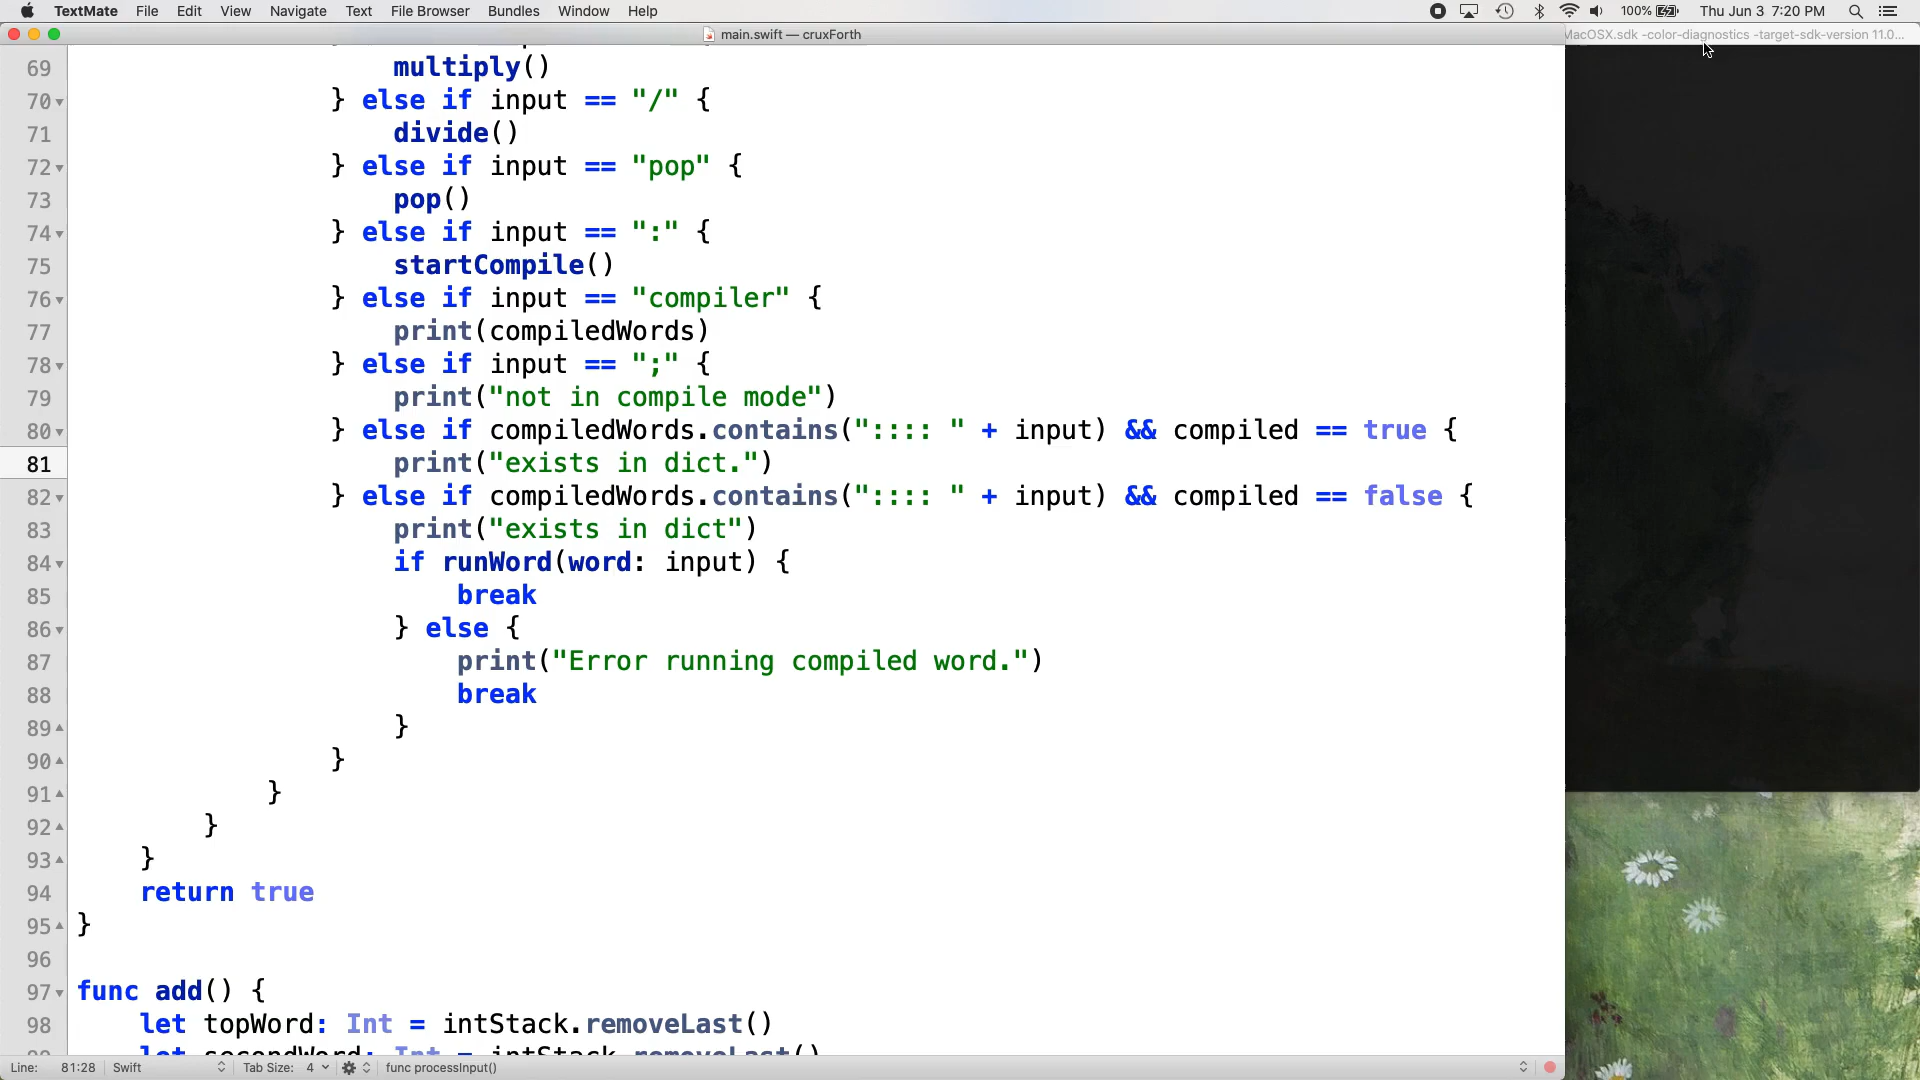 TextMate File Edit View Navigate Text File Browser Bundles Window Help 100% Thu Jun 3 7:20 PM
main.swift — cruxForth
MacOSX.sdk -color-diagnostics -target-sdk-version 11.0...
69 multiply()
70 } else if input == "/" {
71 divide()
72 } else if input == "pop" {
73 pop()
74 } else if input == ":" {
75 startCompile()
76 } else if input == "compiler" {
77 print(compiledWords)
78 } else if input == ";" {
79 print("not in compile mode")
80 } else if compiledWords.contains(":::: " + input) && compiled == true {
81 print("exists in dict.")
82 } else if compiledWords.contains(":::: " + input) && compiled == false {
83 print("exists in dict")
84 if runWord(word: input) {
85 break
86 } else {
87 print("Error running compiled word.")
88 break
89 }
90 }
91 }
92 }
93 }
94 return true
95 }
96
97 func add() {
98 let topWord: Int = intStack.removeLast()
99 let secondWord: Int = intStack.removeLast()
Line: 81:28 Swift Tab Size: 4 func processInput()